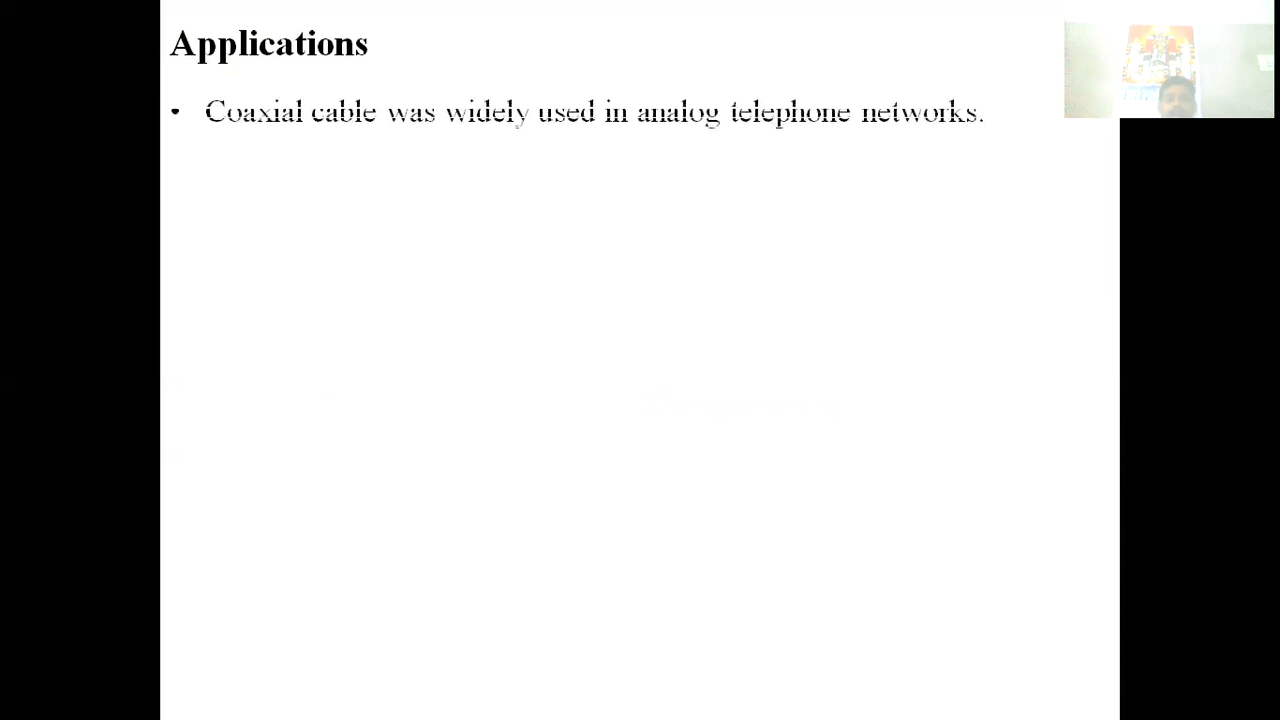 Applications
• Coaxial cable was widely used in analog telephone networks.